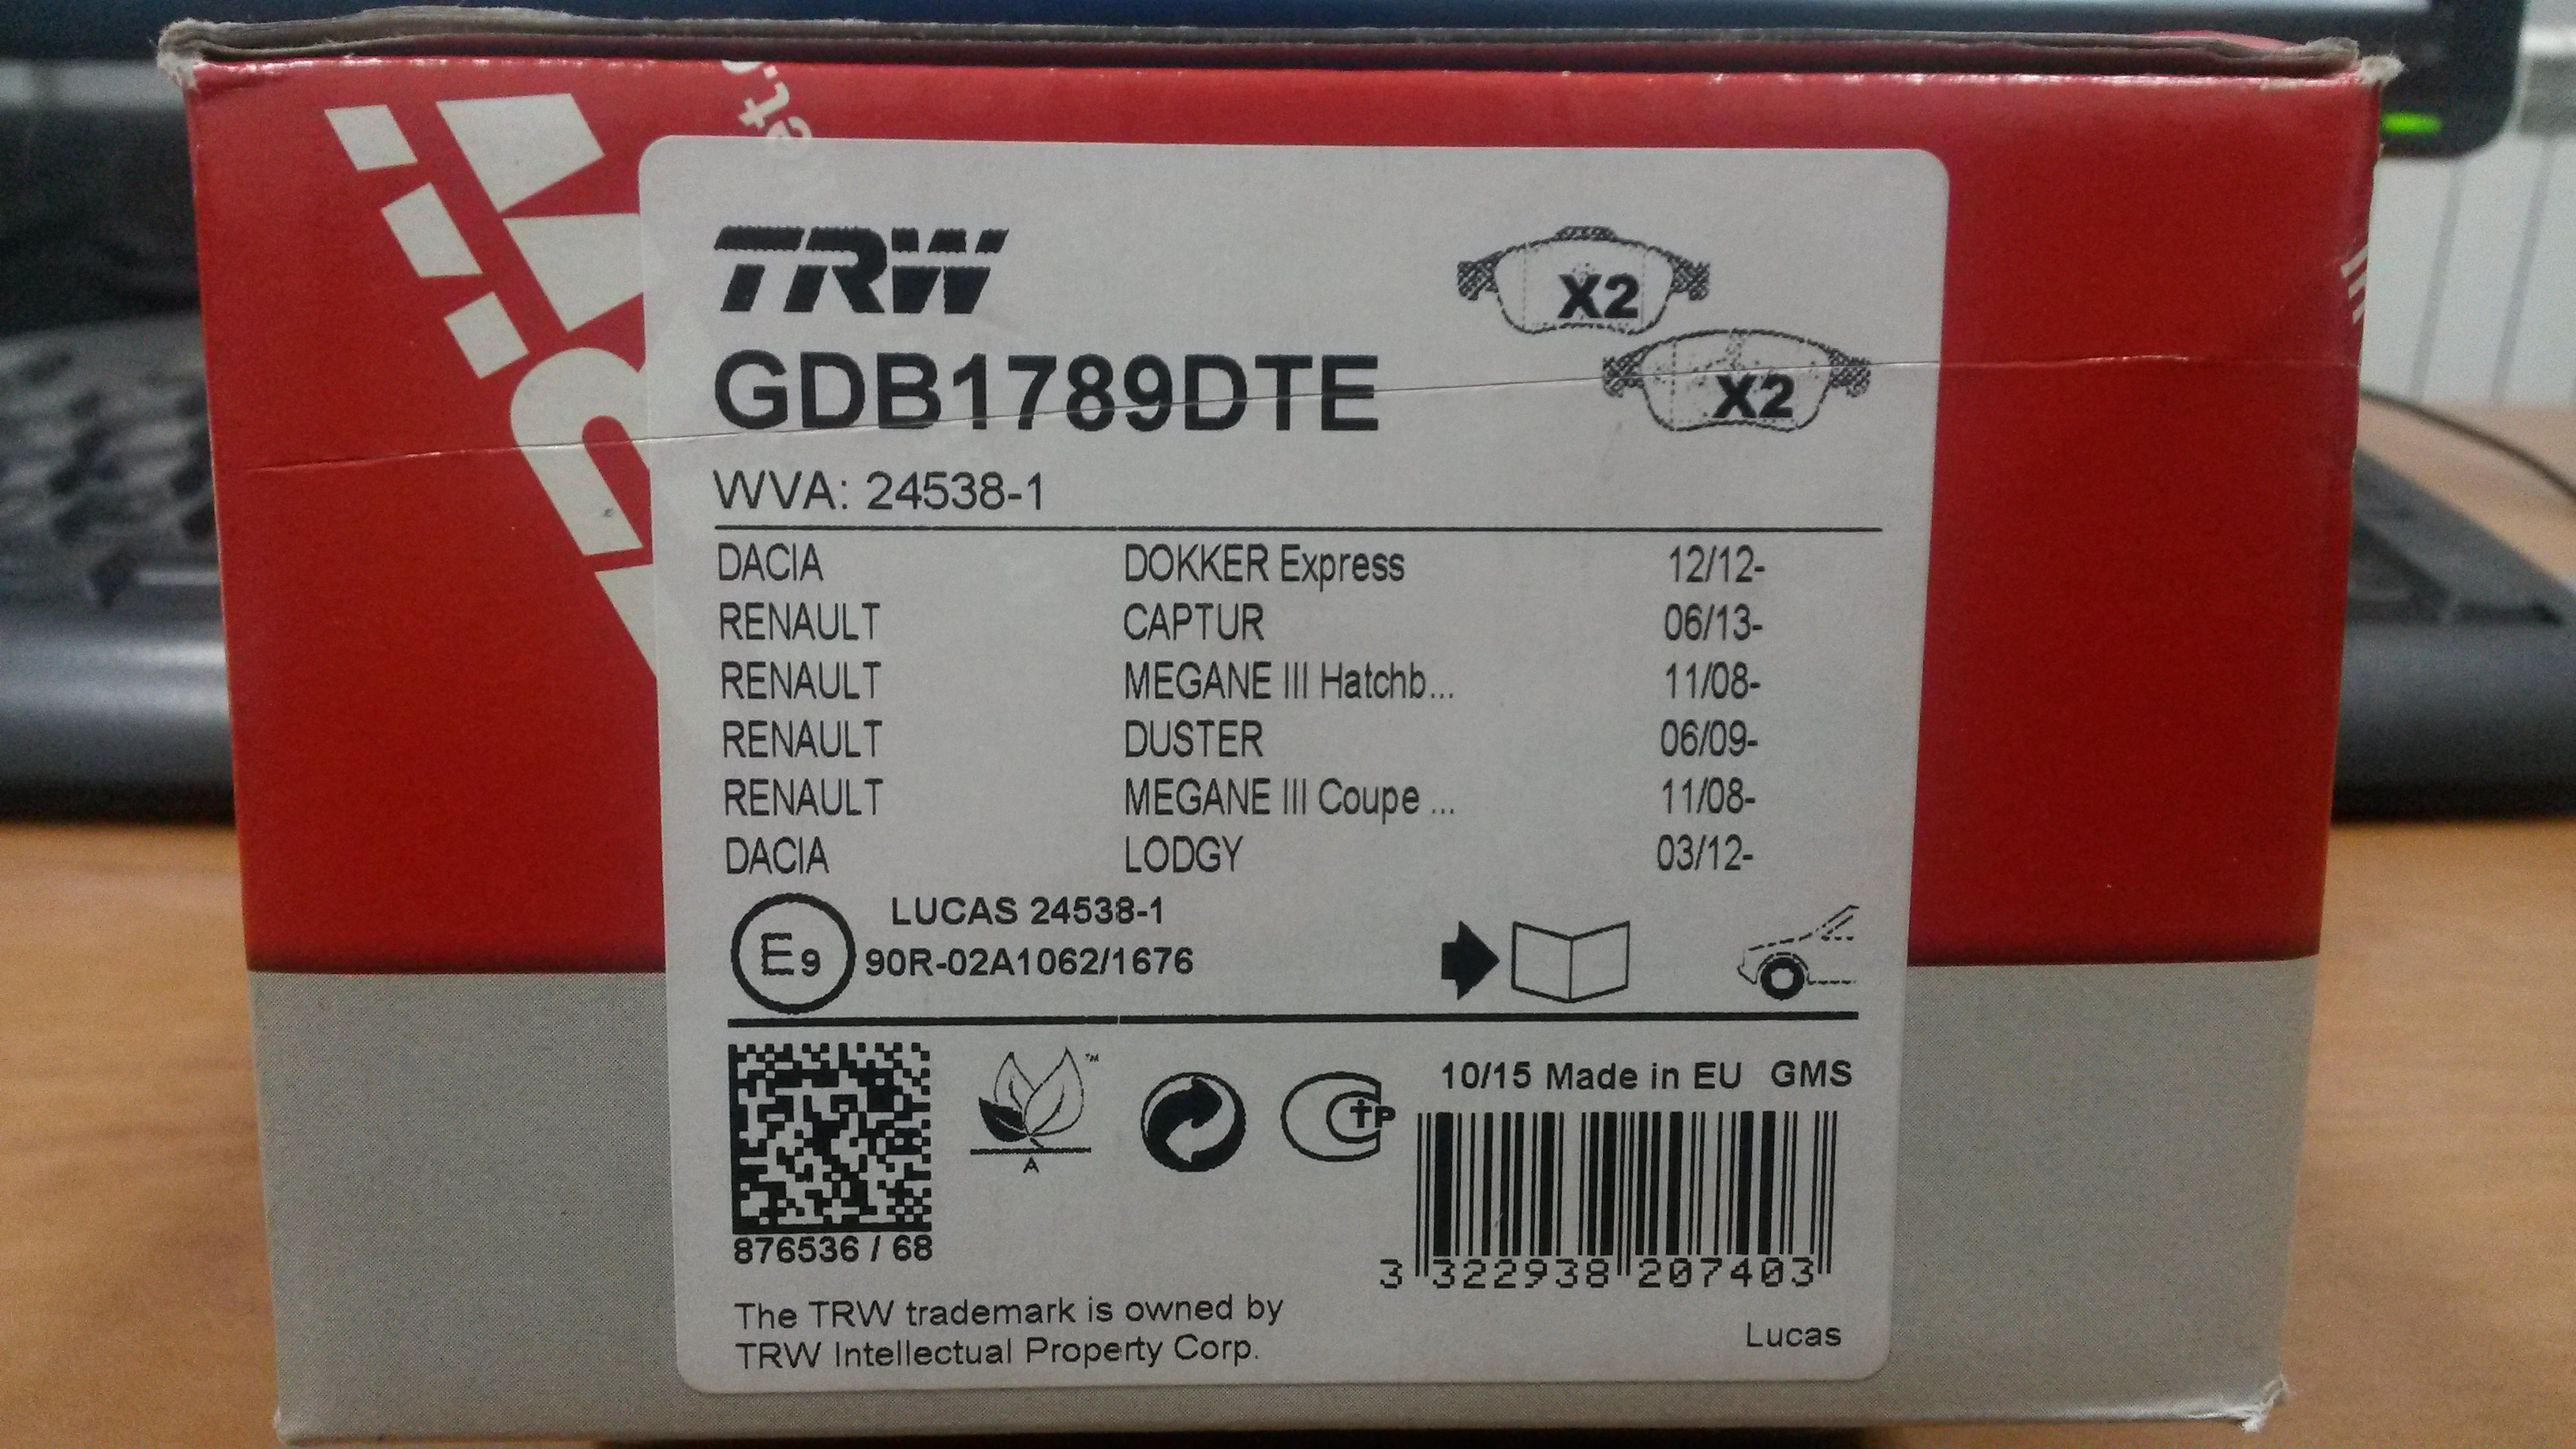 TRW
X2
X2
GDB1789DTE
WVA: 24538-1
DACIA DOKKER Express 12/12-
RENAULT CAPTUR 06/13-
RENAULT MEGANE III Hatchb... 11/08-
RENAULT DUSTER 06/09-
RENAULT MEGANE III Coupe ... 11/08-
DACIA LODGY 03/12-
E9 LUCAS 24538-1
90R-02A1062/1676
10/15 Made in EU GMS
TM
A
CTP
876536 / 68
3 322938 207403
The TRW trademark is owned by
TRW Intellectual Property Corp.
Lucas